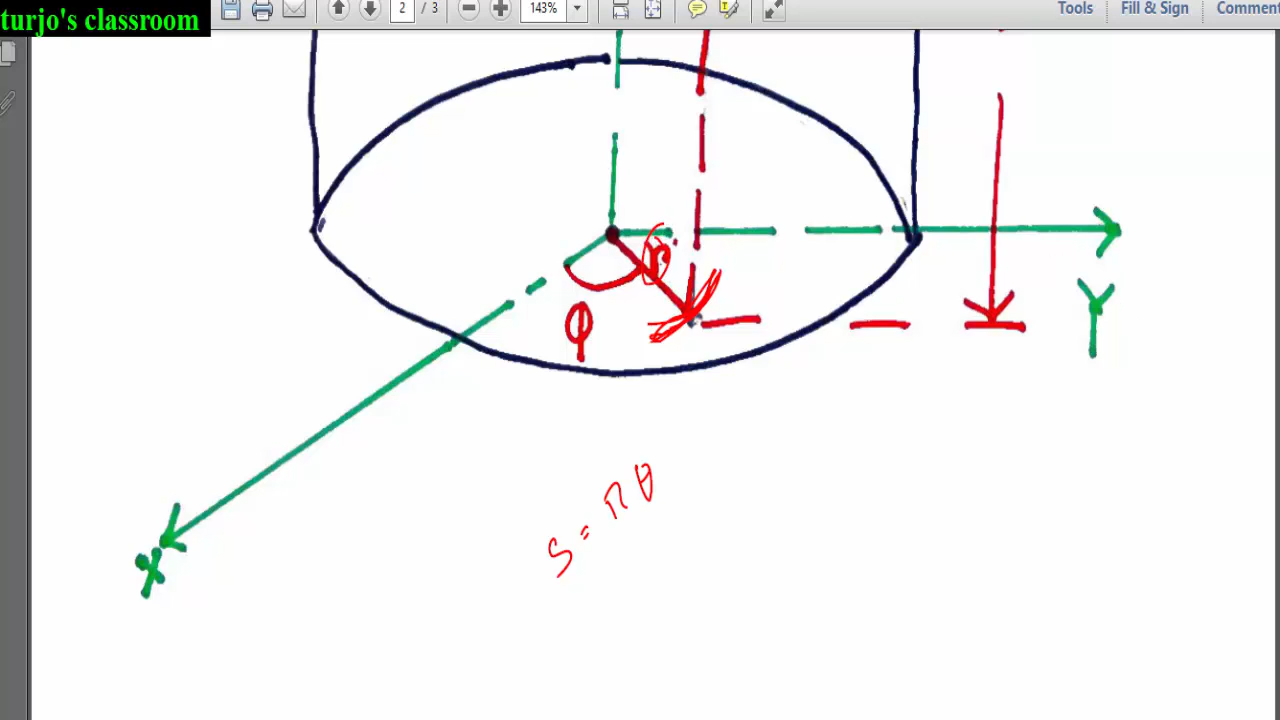 turjo's classroom
2 / 3
143%
Tools
Fill & Sign
Comment
r
φ
Y
X
S = rθ